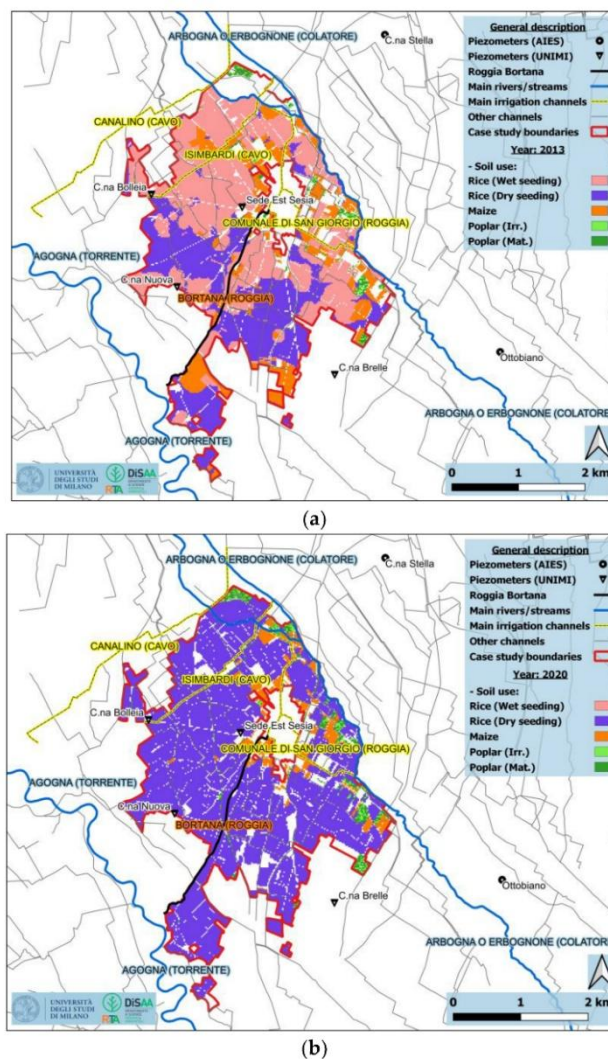 General description
ARBOGNA O ERBOGNONE (COLATORE)
C.na Stella
Piezometers (AIES)
Piezometers (UNIMI)
Roggia Bortana
Main rivers/streams
CANALINO (CAVO)
Main irrigation channels
Other channels
ISIMBARDI (CAVO)
Case study boundaries
Year: 2013
C.na Bolleia
Sede Est Sesia
- Soil use:
Rice (Wet seeding)
COMUNALE DI SAN GIORGIO (ROGGIA)
Rice (Dry seeding)
AGOGNA (TORRENTE)
Maize
Poplar (Irr.)
C.na Nuova
Poplar (Mat.)
BORTANA (ROGGIA)
Ottobiano
C.na Brelle
ARBOGNA O ERBOGNONE (COLATORE)
AGOGNA (TORRENTE)
UNIVERSITÀ
DEGLI STUDI
DI MILANO
DiSAA
RTA
0 1 2 km
(a)
General description
ARBOGNA O ERBOGNONE (COLATORE)
C.na Stella
Piezometers (AIES)
Piezometers (UNIMI)
Roggia Bortana
Main rivers/streams
CANALINO (CAVO)
Main irrigation channels
Other channels
ISIMBARDI (CAVO)
Case study boundaries
Year: 2020
C.na Bolleia
Sede Est Sesia
- Soil use:
Rice (Wet seeding)
COMUNALE DI SAN GIORGIO (ROGGIA)
Rice (Dry seeding)
AGOGNA (TORRENTE)
Maize
Poplar (Irr.)
C.na Nuova
Poplar (Mat.)
BORTANA (ROGGIA)
Ottobiano
C.na Brelle
ARBOGNA O ERBOGNONE (COLATORE)
AGOGNA (TORRENTE)
UNIVERSITÀ
DEGLI STUDI
DI MILANO
DiSAA
RTA
0 1 2 km
(b)